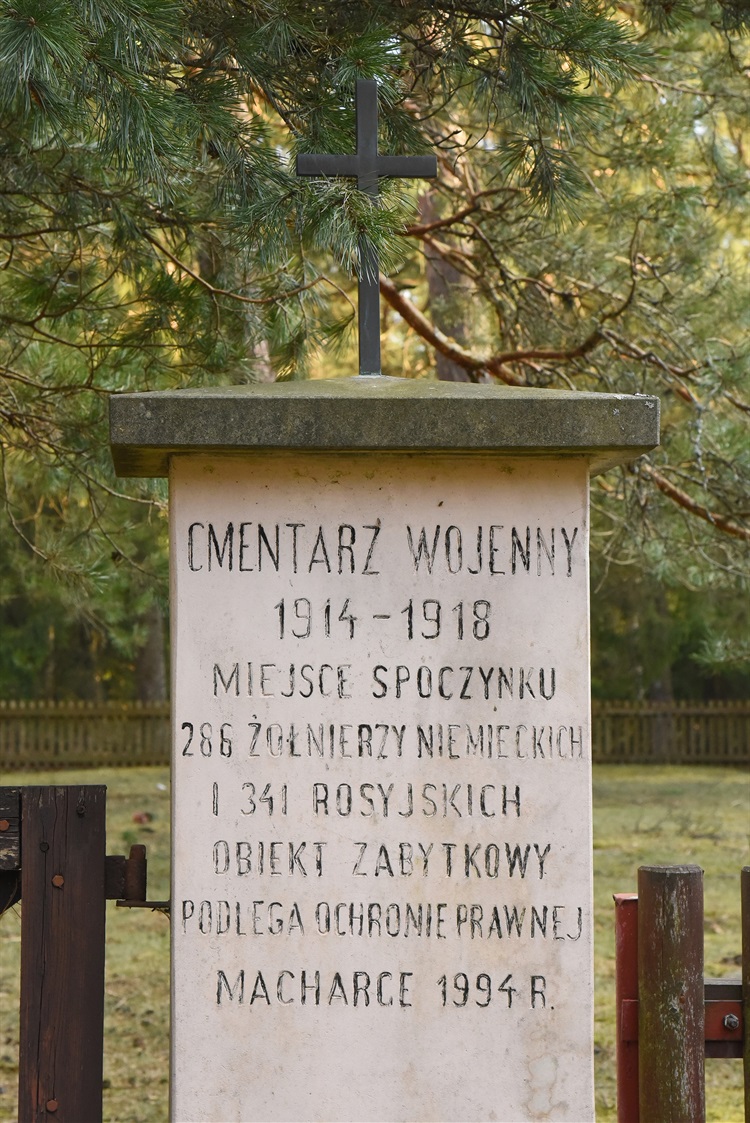 CMENTARZ WOJENNY
1914-1918
MIEJSCE SPOCZYNKU
286 ŻOŁNIERZY NIEMIECKICH
I 341 ROSYJSKICH
OBIEKT ZABYTKOWY
PODLEGA OCHRONIE PRAWNEJ
MACHARCE 1994 R.